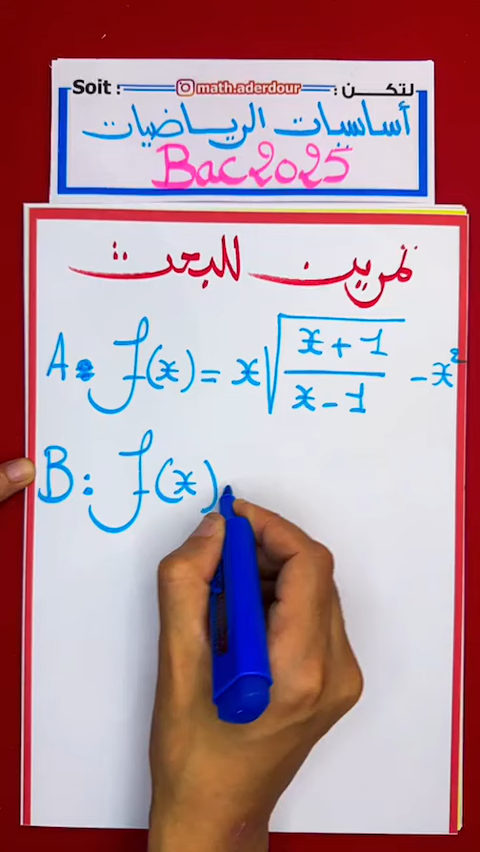 Soit : math.aderdour لتكن :
أساسيات الرياضيات
Bac2025
تمرين للبحث
A: f(x) = x√((x+1)/(x-1)) - x²
B: f(x)